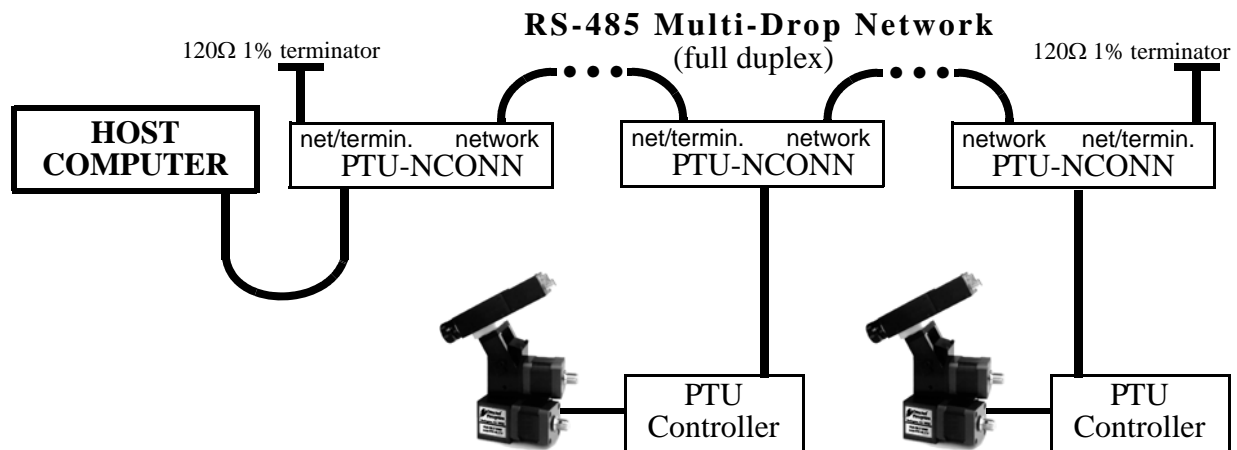 RS-485 Multi-Drop Network
(full duplex)
120Ω 1% terminator
120Ω 1% terminator
HOST
COMPUTER
net/termin. network
PTU-NCONN
net/termin. network
PTU-NCONN
network net/termin.
PTU-NCONN
PTU
Controller
PTU
Controller